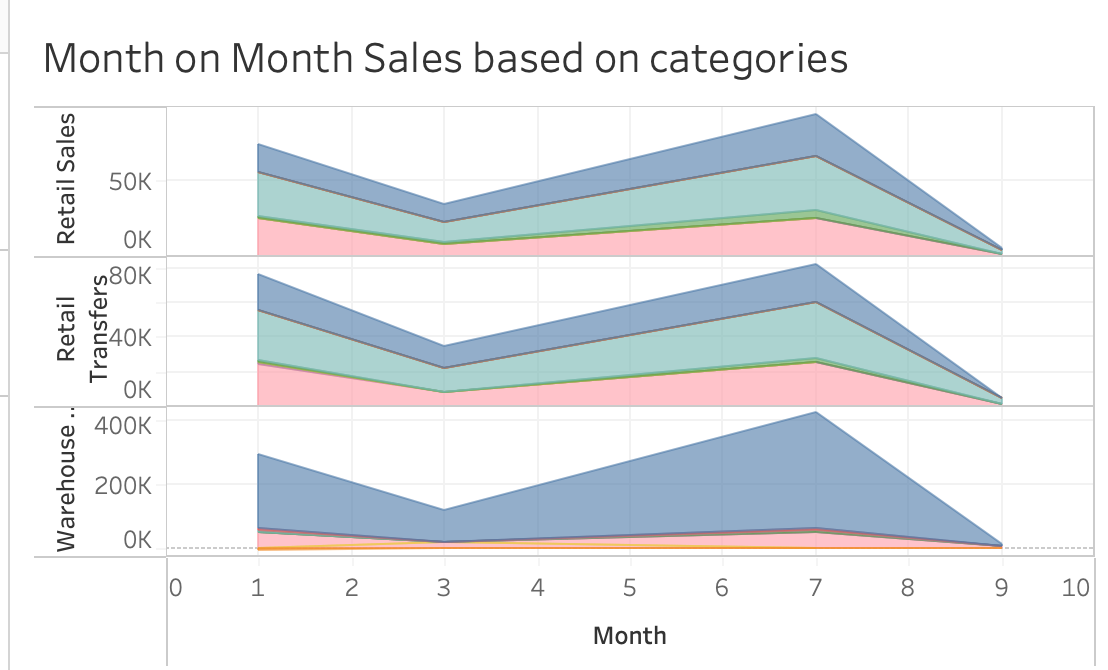 Month on Month Sales based on categories
Retail Sales
50K
0K
Retail
Transfers
80K
40K
0K
Warehouse ..
400K
200K
0K
0 1 2 3 4 5 6 7 8 9 10
Month